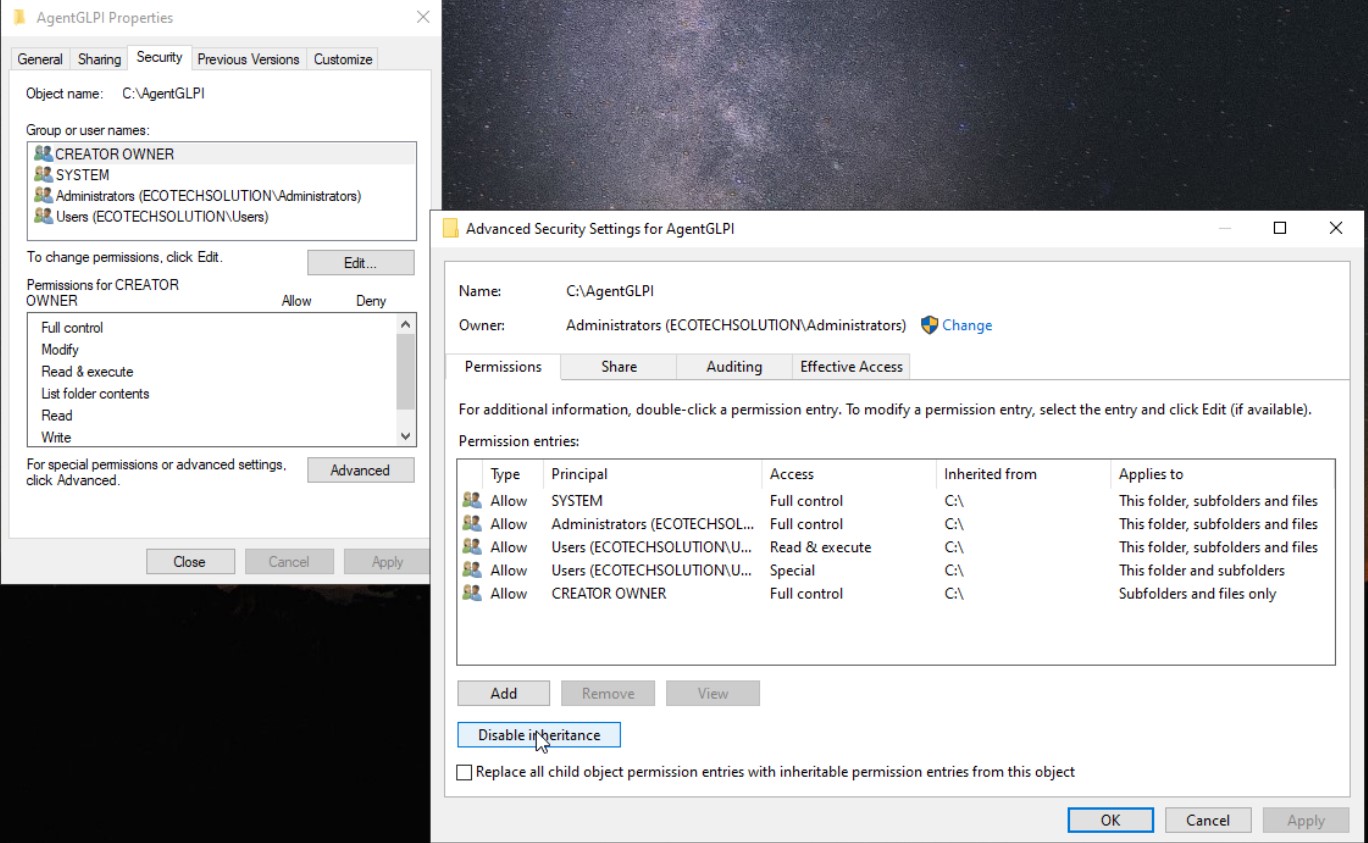 AgentGLPI Properties
General Sharing Security Previous Versions Customize
Object name: C:\AgentGLPI
Group or user names:
CREATOR OWNER
SYSTEM
Administrators (ECOTECHSOLUTION\Administrators)
Users (ECOTECHSOLUTION\Users)
To change permissions, click Edit.
Edit...
Permissions for CREATOR
OWNER
Allow Deny
Full control
Modify
Read & execute
List folder contents
Read
Write
For special permissions or advanced settings,
click Advanced.
Advanced
Close Cancel Apply
Advanced Security Settings for AgentGLPI
Name: C:\AgentGLPI
Owner: Administrators (ECOTECHSOLUTION\Administrators) Change
Permissions Share Auditing Effective Access
For additional information, double-click a permission entry. To modify a permission entry, select the entry and click Edit (if available).
Permission entries:
Type Principal Access Inherited from Applies to
Allow SYSTEM Full control C:\ This folder, subfolders and files
Allow Administrators (ECOTECHSOL... Full control C:\ This folder, subfolders and files
Allow Users (ECOTECHSOLUTION\U... Read & execute C:\ This folder, subfolders and files
Allow Users (ECOTECHSOLUTION\U... Special C:\ This folder and subfolders
Allow CREATOR OWNER Full control C:\ Subfolders and files only
Add Remove View
Disable inheritance
Replace all child object permission entries with inheritable permission entries from this object
OK Cancel Apply